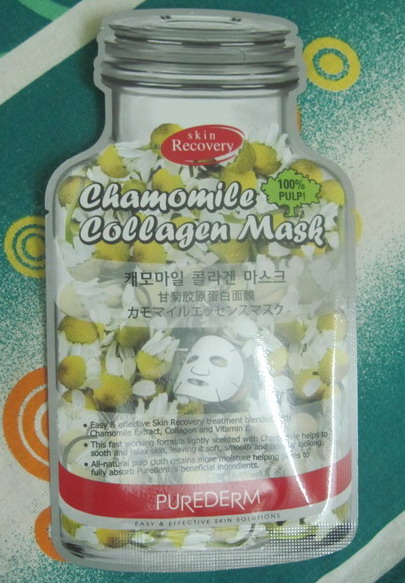 skin
Recovery
Chamomile
100%
PULP!
Collagen Mask
캐모마일 콜라겐 마스크
甘菊胶原蛋白面膜
カモマイルエッセンスマスク
• Easy & effective Skin Recovery treatment blended
Chamomile Extract, Collagen and Vitamin E.
• This fast working formula lightly scented with helps to
sooth and relax skin, leaving it soft, smooth and looking.
• All-natural pulp cloth retains more moisture helping to
fully absorb Purederm's beneficial ingredients.
PUREDERM
EASY & EFFECTIVE SKIN SOLUTIONS